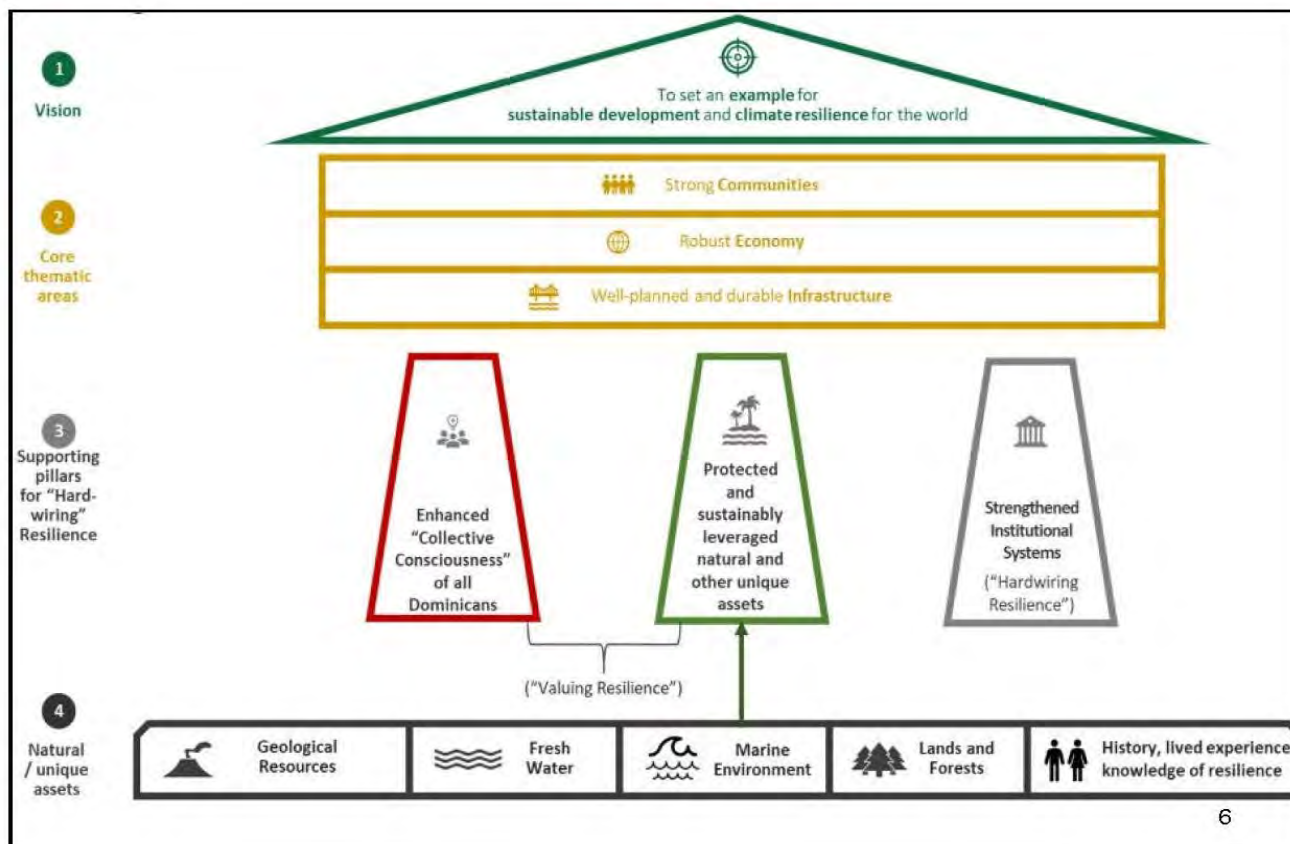 1
Vision
To set an example for
sustainable development and climate resilience for the world
2
Core
thematic
areas
Strong Communities
Robust Economy
Well-planned and durable Infrastructure
3
Supporting
pillars
for “Hard-
wiring”
Resilience
Enhanced
“Collective
Consciousness”
of all
Dominicans
Protected
and
sustainably
leveraged
natural and
other unique
assets
Strengthened
Institutional
Systems
(“Hardwiring
Resilience”)
(“Valuing Resilience”)
4
Natural
/ unique
assets
Geological
Resources
Fresh
Water
Marine
Environment
Lands and
Forests
History, lived experience
knowledge of resilience
6